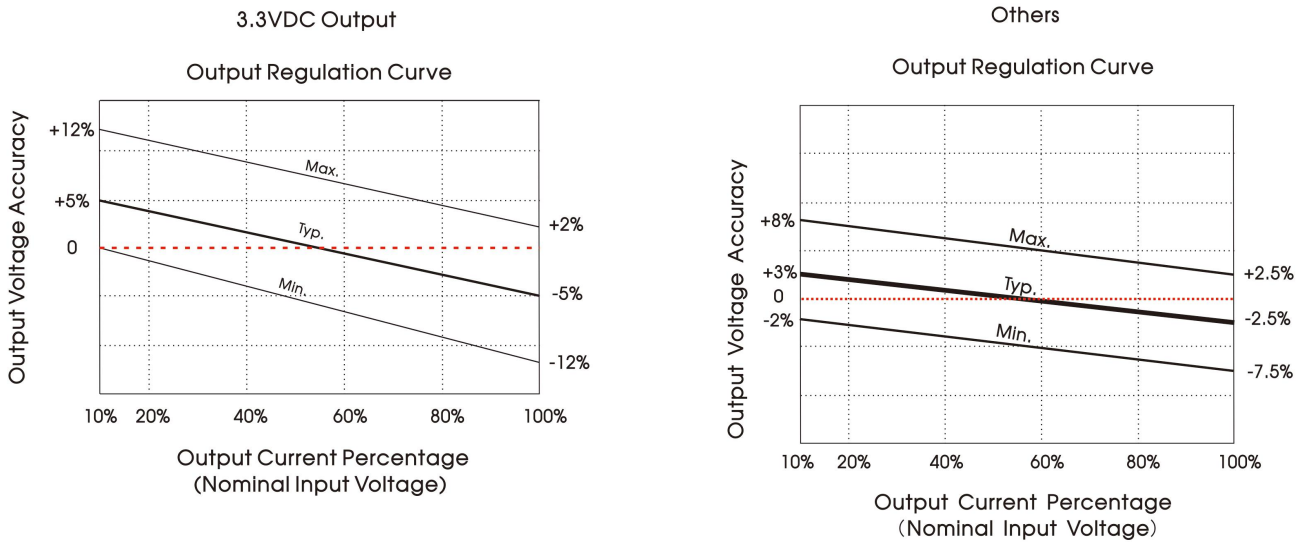 3.3VDC Output
Output Regulation Curve
Output Voltage Accuracy
+12%
+5%
0
Max.
Typ.
Min.
+2%
-5%
-12%
10% 20% 40% 60% 80% 100%
Output Current Percentage
(Nominal Input Voltage)
Others
Output Regulation Curve
Output Voltage Accuracy
+8%
+3%
0
-2%
Max.
Typ.
Min.
+2.5%
-2.5%
-7.5%
10% 20% 40% 60% 80% 100%
Output Current Percentage
（Nominal Input Voltage）